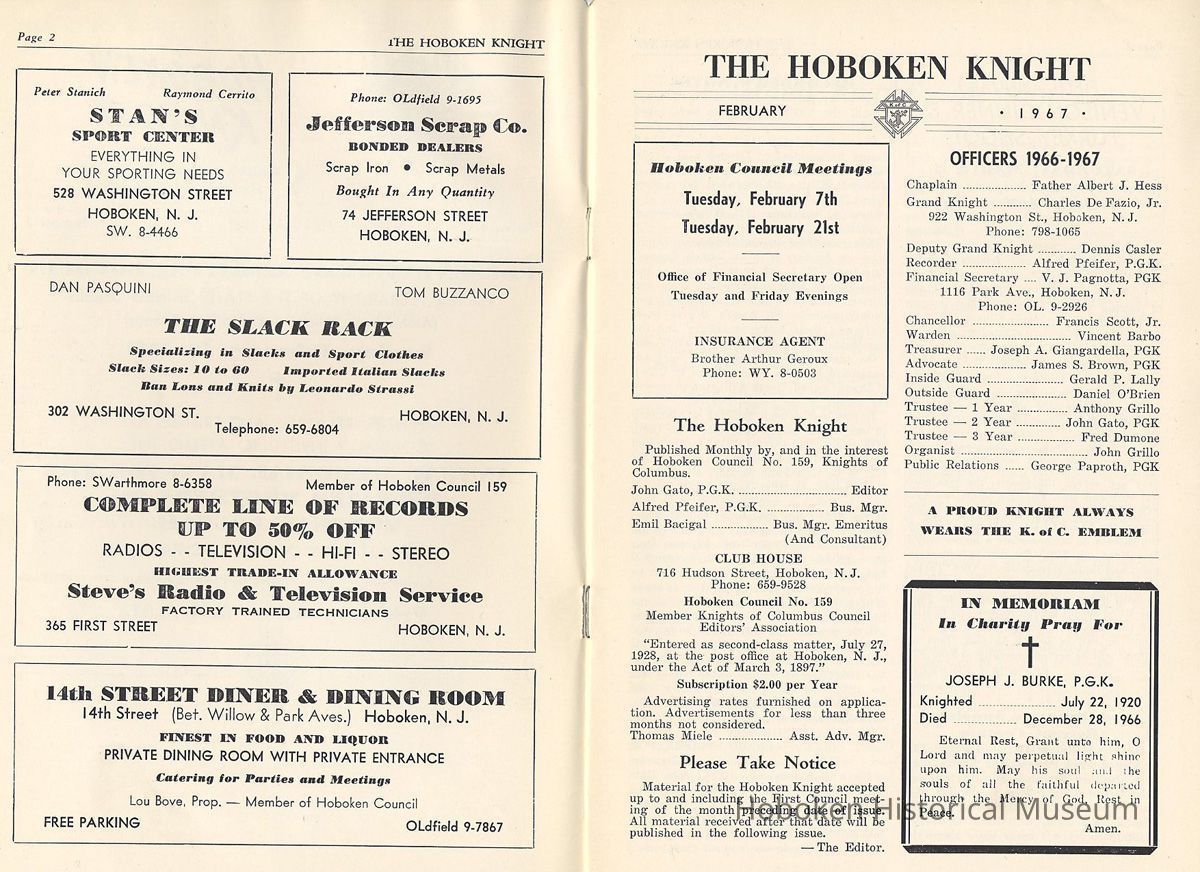 Page 2
THE HOBOKEN KNIGHT
Peter Stanich Raymond Cerrito
STAN'S
SPORT CENTER
EVERYTHING IN
YOUR SPORTING NEEDS
528 WASHINGTON STREET
HOBOKEN, N. J.
SW. 8-4466
Phone: OLdfield 9-1695
Jefferson Scrap Co.
BONDED DEALERS
Scrap Iron • Scrap Metals
Bought In Any Quantity
74 JEFFERSON STREET
HOBOKEN, N. J.
DAN PASQUINI TOM BUZZANCO
THE SLACK RACK
Specializing in Slacks and Sport Clothes
Slack Sizes: 10 to 60 Imported Italian Slacks
Ban Lons and Knits by Leonardo Strassi
302 WASHINGTON ST. HOBOKEN, N. J.
Telephone: 659-6804
Phone: SWarthmore 8-6358 Member of Hoboken Council 159
COMPLETE LINE OF RECORDS
UP TO 50% OFF
RADIOS - - TELEVISION - - HI-FI - - STEREO
HIGHEST TRADE-IN ALLOWANCE
Steve's Radio & Television Service
FACTORY TRAINED TECHNICIANS
365 FIRST STREET HOBOKEN, N. J.
14th STREET DINER & DINING ROOM
14th Street (Bet. Willow & Park Aves.) Hoboken, N. J.
FINEST IN FOOD AND LIQUOR
PRIVATE DINING ROOM WITH PRIVATE ENTRANCE
Catering for Parties and Meetings
Lou Bove, Prop. — Member of Hoboken Council
FREE PARKING OLdfield 9-7867
THE HOBOKEN KNIGHT
FEBRUARY K of C • 1967 •
Hoboken Council Meetings
Tuesday, February 7th
Tuesday, February 21st
Office of Financial Secretary Open
Tuesday and Friday Evenings
INSURANCE AGENT
Brother Arthur Geroux
Phone: WY. 8-0503
The Hoboken Knight
Published Monthly by, and in the interest
of Hoboken Council No. 159, Knights of
Columbus.
John Gato, P.G.K. ............ Editor
Alfred Pfeifer, P.G.K. ............ Bus. Mgr.
Emil Bacigal ............ Bus. Mgr. Emeritus
(And Consultant)
CLUB HOUSE
716 Hudson Street, Hoboken, N. J.
Phone: 659-9528
Hoboken Council No. 159
Member Knights of Columbus Council
Editors' Association
"Entered as second-class matter, July 27,
1928, at the post office at Hoboken, N. J.,
under the Act of March 3, 1897."
Subscription $2.00 per Year
Advertising rates furnished on applica-
tion. Advertisements for less than three
months not considered.
Thomas Miele ............ Asst. Adv. Mgr.
Please Take Notice
Material for the Hoboken Knight accepted
up to and including the First Council meet-
ing of the month preceding date of issue.
All material received after that date will be
published in the following issue.
— The Editor.
OFFICERS 1966-1967
Chaplain ............ Father Albert J. Hess
Grand Knight ............ Charles De Fazio, Jr.
922 Washington St., Hoboken, N. J.
Phone: 798-1065
Deputy Grand Knight ............ Dennis Casler
Recorder ............ Alfred Pfeifer, P.G.K.
Financial Secretary .... V. J. Pagnotta, PGK
1116 Park Ave., Hoboken, N. J.
Phone: OL. 9-2926
Chancellor ............ Francis Scott, Jr.
Warden ............ Vincent Barbo
Treasurer ...... Joseph A. Giangardella, PGK
Advocate ............ James S. Brown, PGK
Inside Guard ............ Gerald P. Lally
Outside Guard ............ Daniel O'Brien
Trustee — 1 Year ............ Anthony Grillo
Trustee — 2 Year ............ John Gato, PGK
Trustee — 3 Year ............ Fred Dumone
Organist ............ John Grillo
Public Relations ...... George Paproth, PGK
A PROUD KNIGHT ALWAYS
WEARS THE K. of C. EMBLEM
IN MEMORIAM
In Charity Pray For
JOSEPH J. BURKE, P.G.K.
Knighted ............ July 22, 1920
Died ............ December 28, 1966
Eternal Rest, Grant unto him, O
Lord and may perpetual light shine
upon him. May his soul and the
souls of all the faithful departed
through the Mercy of God, Rest in
Peace.
Amen.
Hoboken Historical Museum